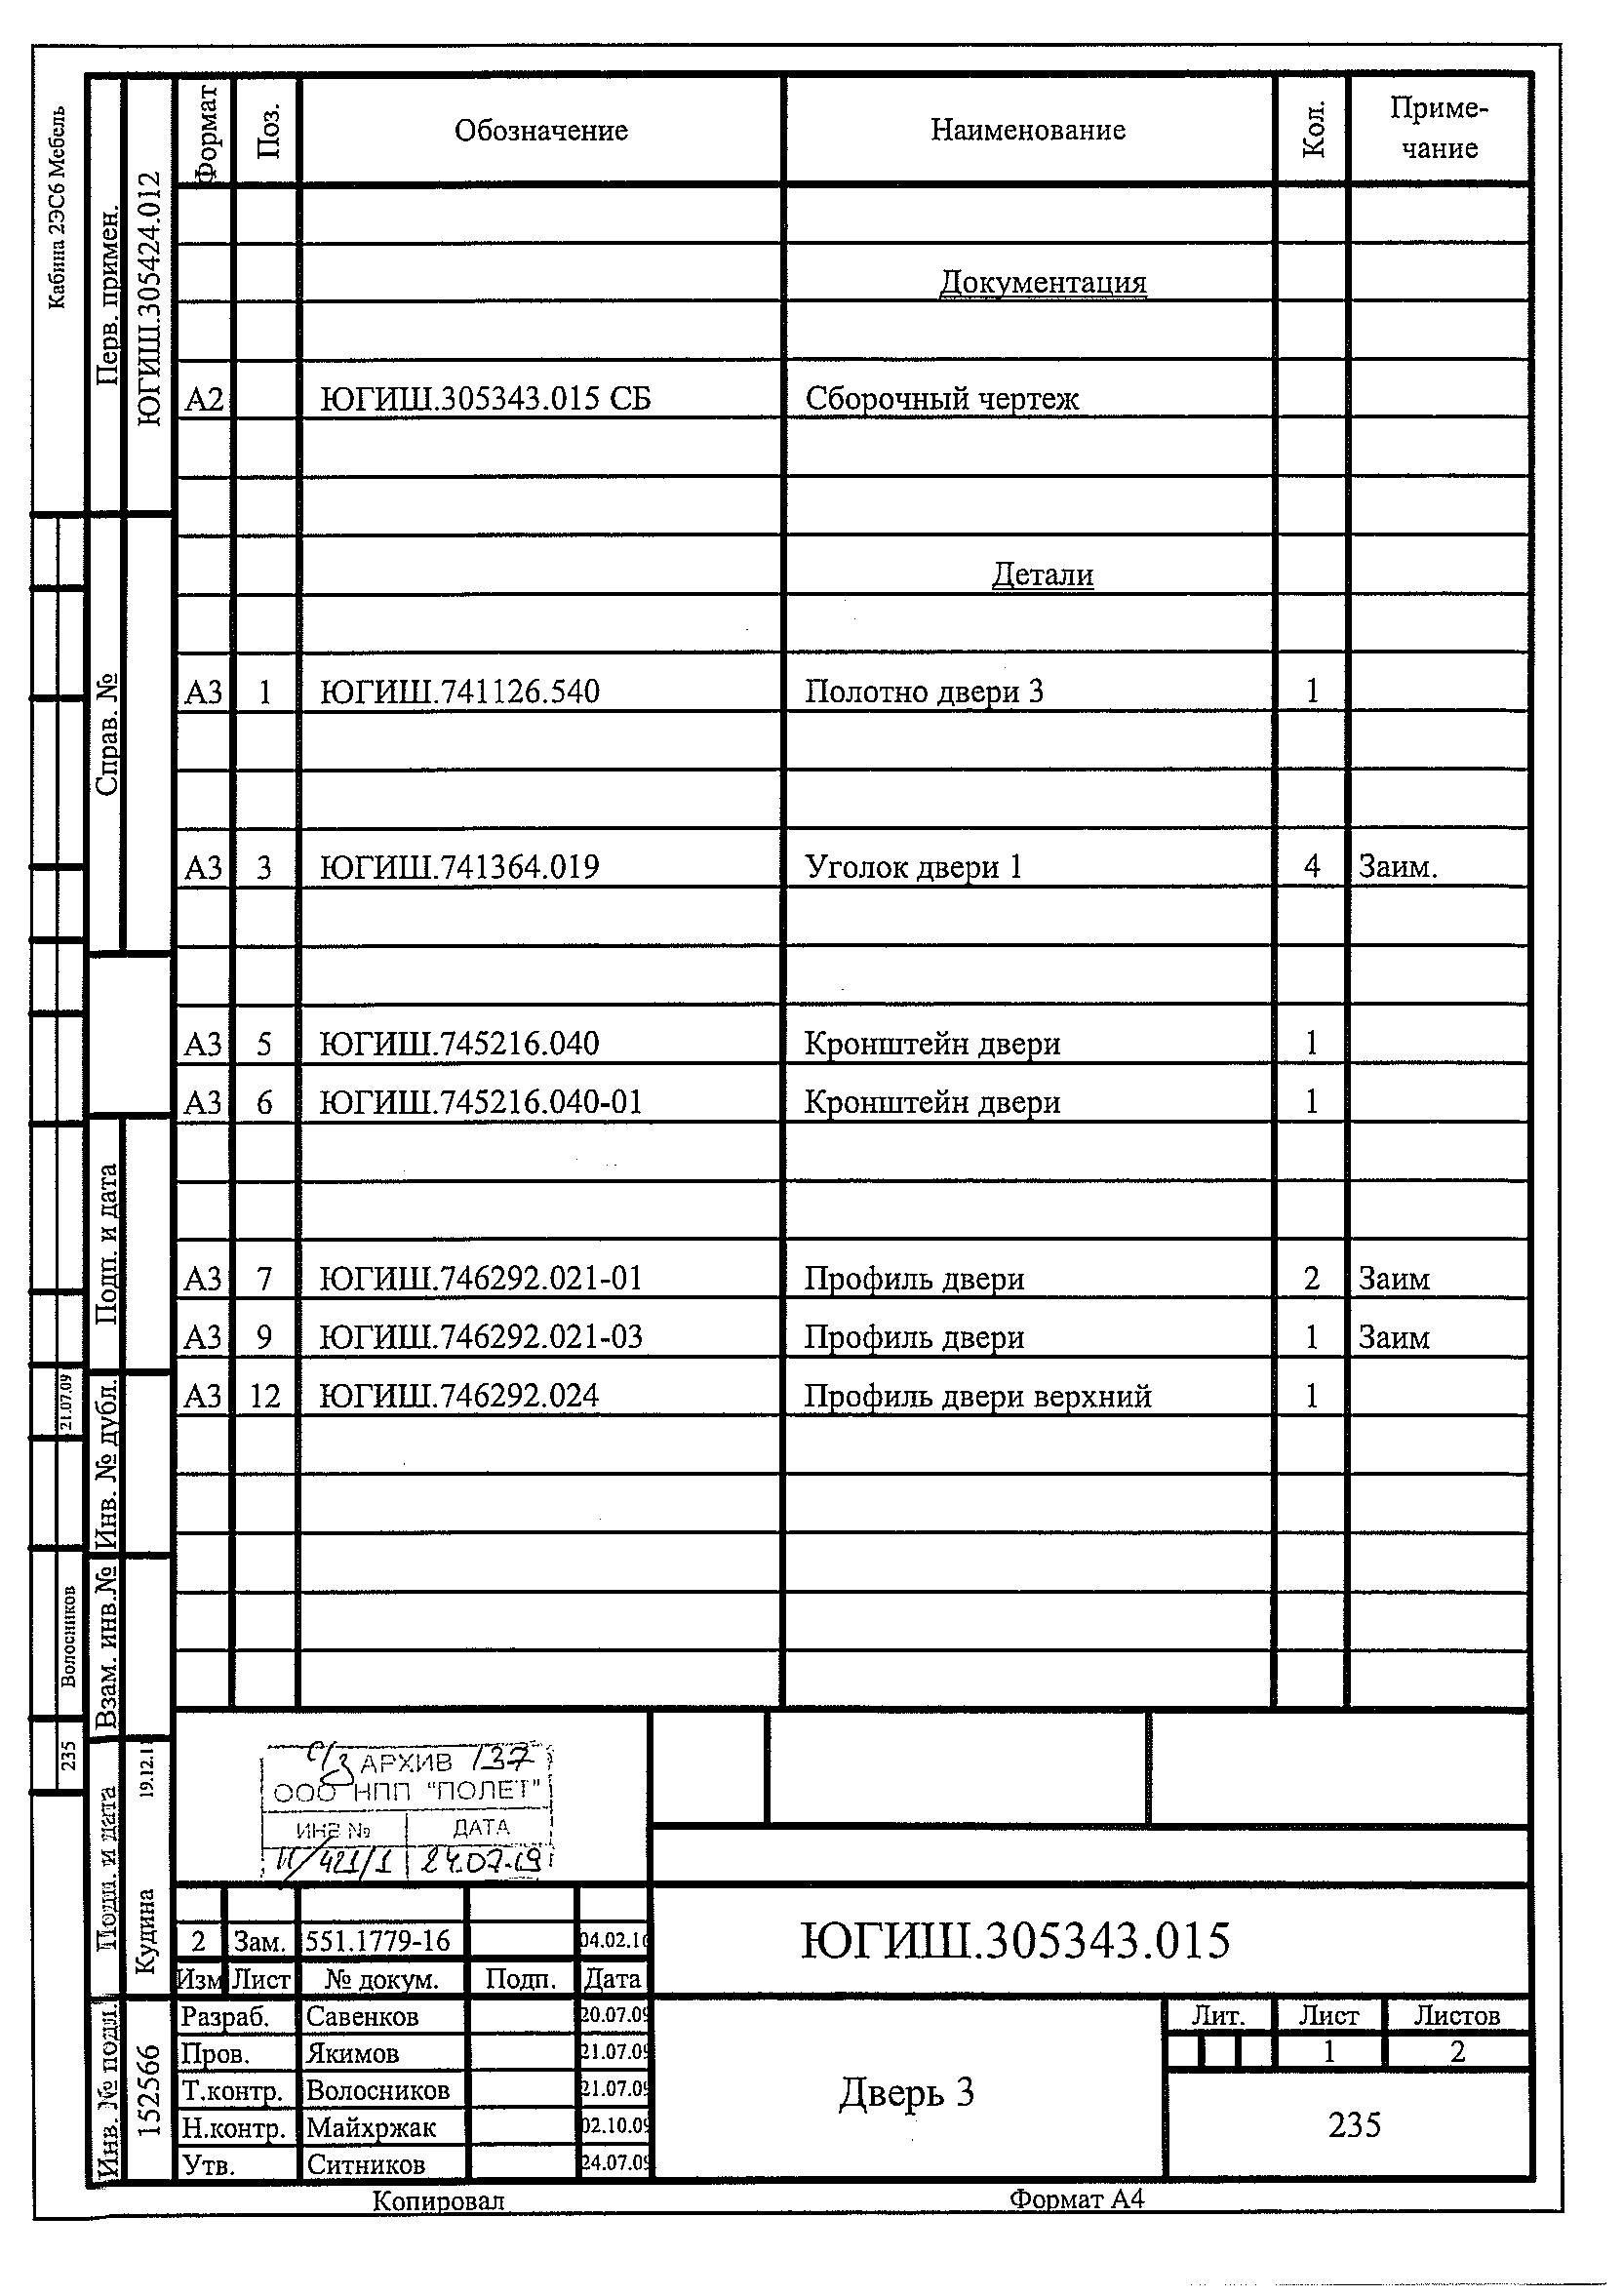 Кабина 2ЭС6 Мебель
Перв. примен.
ЮГИШ.305424.012
Справ. №
Подп. и дата
Инв. № дубл.
Взам. инв.№
Подп. и дата
Кудина 19.12.1
Инв. № подл.
152566
21.07.09
Волосников
235
Формат Поз. Обозначение Наименование Кол. Приме-
чание
Документация
А2 ЮГИШ.305343.015 СБ Сборочный чертеж
Детали
А3 1 ЮГИШ.741126.540 Полотно двери 3 1
А3 3 ЮГИШ.741364.019 Уголок двери 1 4 Заим.
А3 5 ЮГИШ.745216.040 Кронштейн двери 1
А3 6 ЮГИШ.745216.040-01 Кронштейн двери 1
А3 7 ЮГИШ.746292.021-01 Профиль двери 2 Заим
А3 9 ЮГИШ.746292.021-03 Профиль двери 1 Заим
А3 12 ЮГИШ.746292.024 Профиль двери верхний 1
АРХИВ 137
ООО НПП "ПОЛЕТ"
ИНВ № ДАТА
24.07.09
2 Зам. 551.1779-16 04.02.1
Изм Лист № докум. Подп. Дата
ЮГИШ.305343.015
Разраб. Савенков 20.07.09
Пров. Якимов 21.07.09
Т.контр. Волосников 21.07.09
Н.контр. Майхржак 02.10.09
Утв. Ситников 24.07.09
Дверь 3
Лит. Лист Листов
1 2
235
Копировал Формат А4